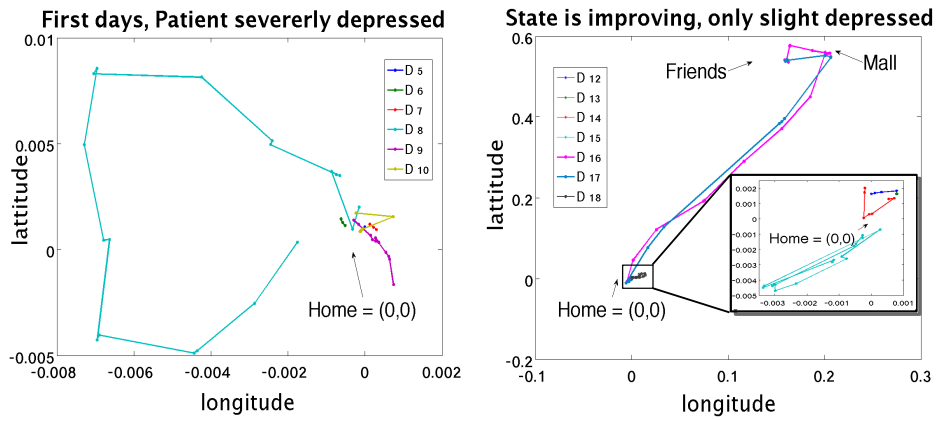 First days, Patient severerly depressed
0.01
0.005
0
-0.005
-0.008
-0.006
-0.004
-0.002
0
0.002
lattitude
longitude
D 5
D 6
D 7
D 8
D 9
D 10
Home = (0,0)
State is improving, only slight depressed
0.6
0.4
0.2
0
-0.2
-0.1
0
0.1
0.2
0.3
lattitude
longitude
D 12
D 13
D 14
D 15
D 16
D 17
D 18
Friends
Mall
Home = (0,0)
0.002
0.001
0
-0.001
-0.002
-0.003
-0.004
-0.005
-0.003
-0.002
-0.001
0
0.001
Home = (0,0)